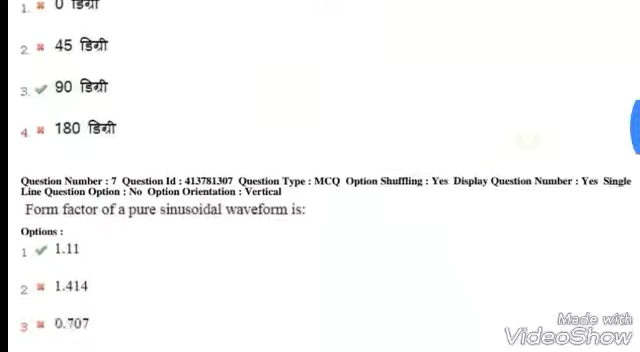 1. 0 डिग्री
2. 45 डिग्री
3. 90 डिग्री
4. 180 डिग्री
Question Number : 7 Question Id : 413781307 Question Type : MCQ Option Shuffling : Yes Display Question Number : Yes Single
Line Question Option : No Option Orientation : Vertical
Form factor of a pure sinusoidal waveform is:
Options :
1 1.11
2 1.414
3 0.707
Made with
VideoShow